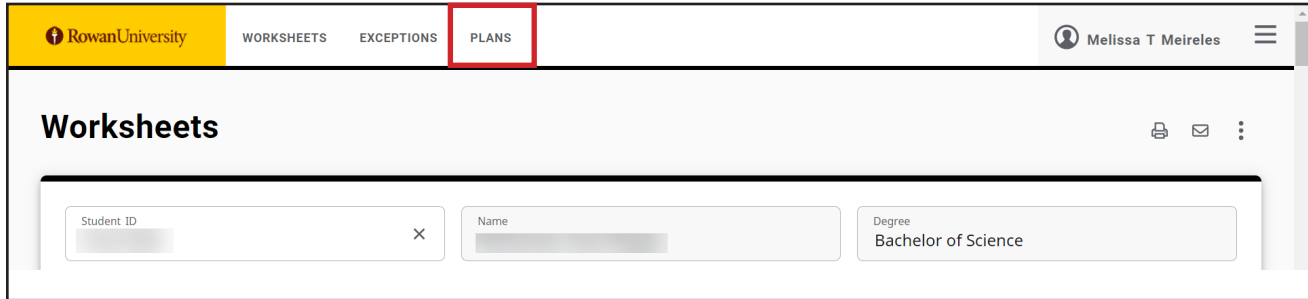 RowanUniversity WORKSHEETS EXCEPTIONS PLANS Melissa T Meireles
Worksheets
Student ID Name Degree
Bachelor of Science